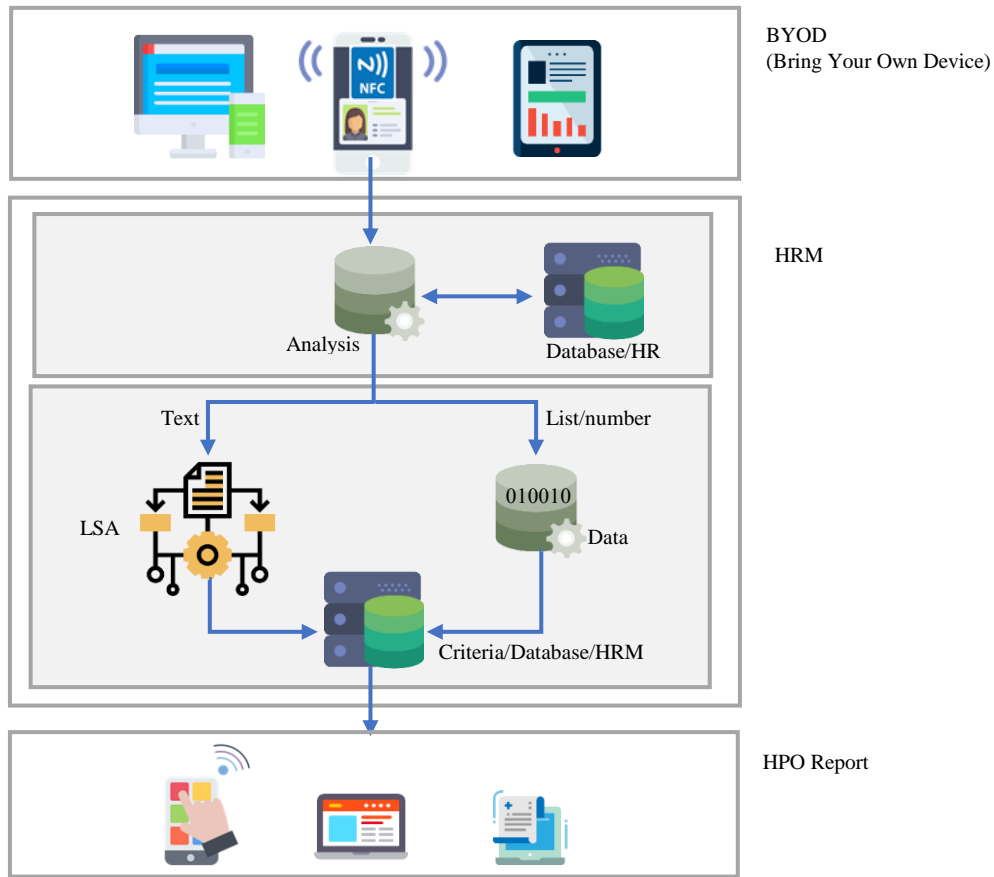 BYOD
(Bring Your Own Device)
NFC
HRM
Analysis
Database/HR
Text
List/number
010010
LSA
Data
Criteria/Database/HRM
HPO Report